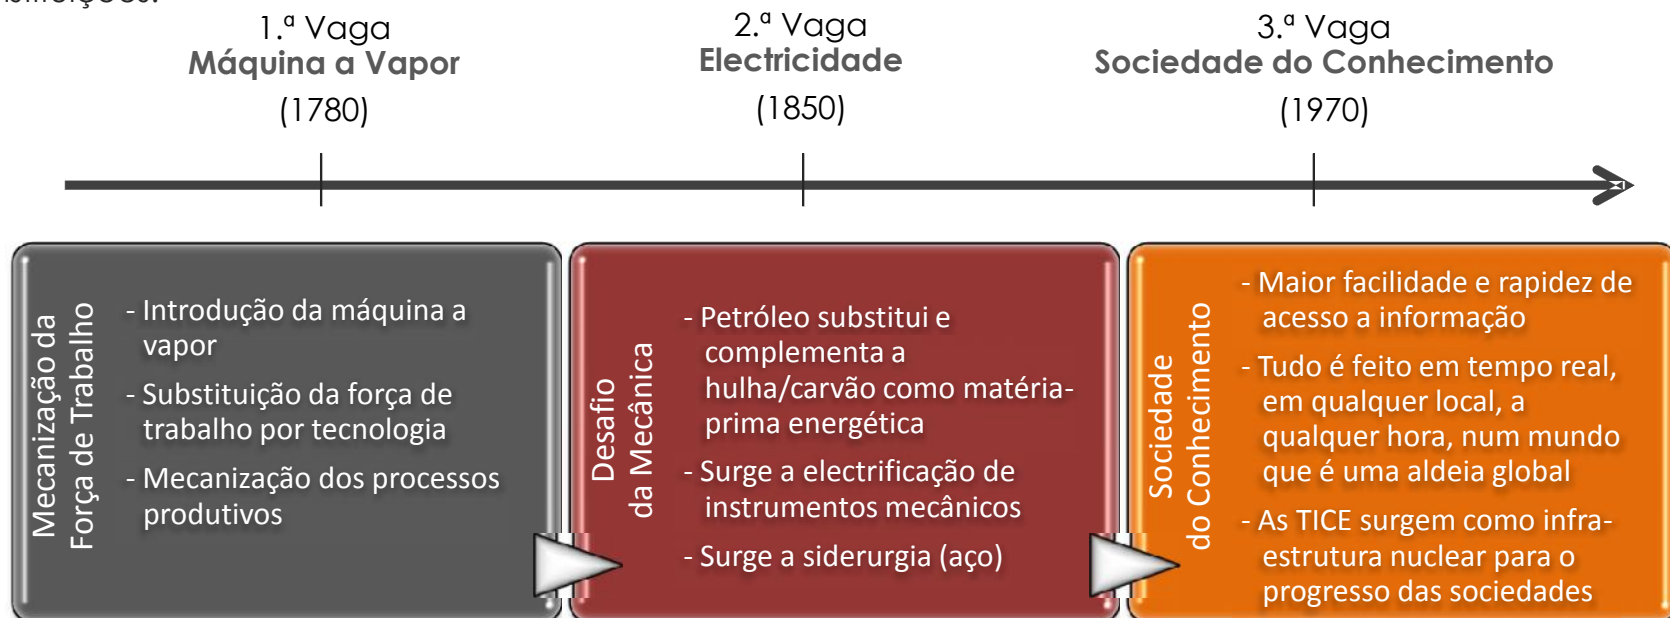 1.ª Vaga
Máquina a Vapor
(1780)
2.ª Vaga
Electricidade
(1850)
3.ª Vaga
Sociedade do Conhecimento
(1970)
Mecanização da
Força de Trabalho
- Introdução da máquina a
vapor
- Substituição da força de
trabalho por tecnologia
- Mecanização dos processos
produtivos
Desafio
da Mecânica
- Petróleo substitui e
complementa a
hulha/carvão como matéria-
prima energética
- Surge a electrificação de
instrumentos mecânicos
- Surge a siderurgia (aço)
Sociedade
do Conhecimento
- Maior facilidade e rapidez de
acesso a informação
- Tudo é feito em tempo real,
em qualquer local, a
qualquer hora, num mundo
que é uma aldeia global
- As TICE surgem como infra-
estrutura nuclear para o
progresso das sociedades